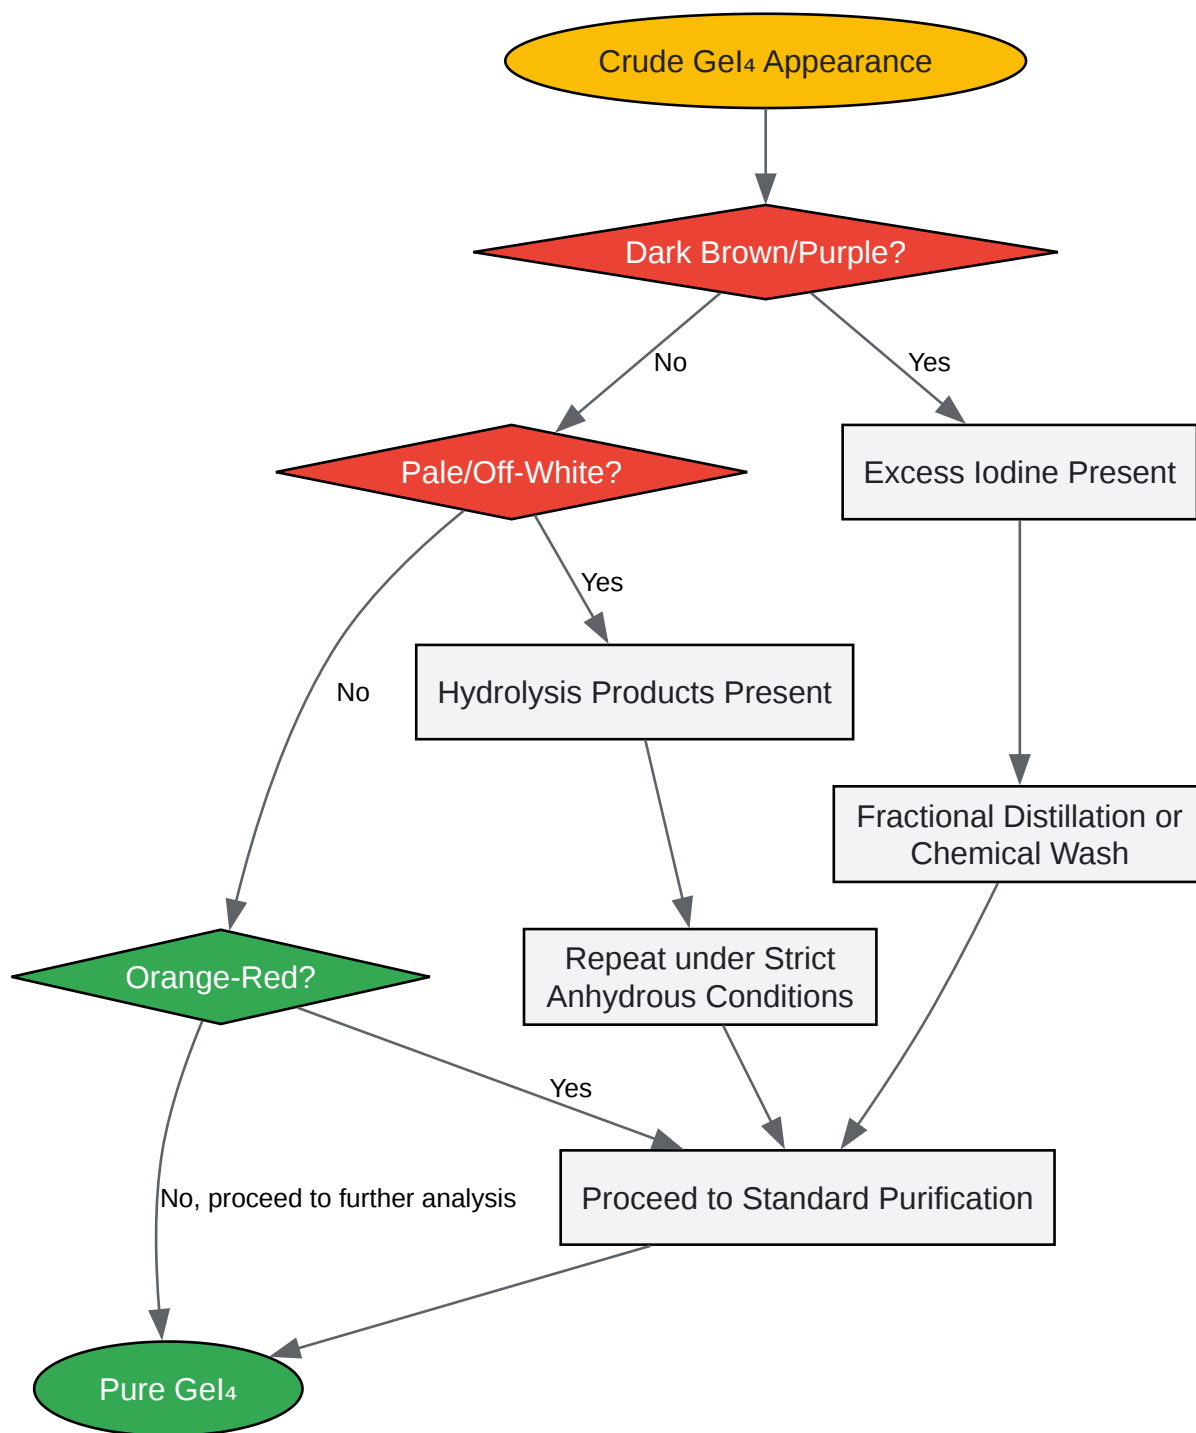 Crude GeI₄ Appearance
Dark Brown/Purple?
No
Yes
Pale/Off-White?
Excess Iodine Present
Yes
No
Hydrolysis Products Present
Fractional Distillation or
Chemical Wash
Orange-Red?
Repeat under Strict
Anhydrous Conditions
Yes
No, proceed to further analysis
Proceed to Standard Purification
Pure GeI₄